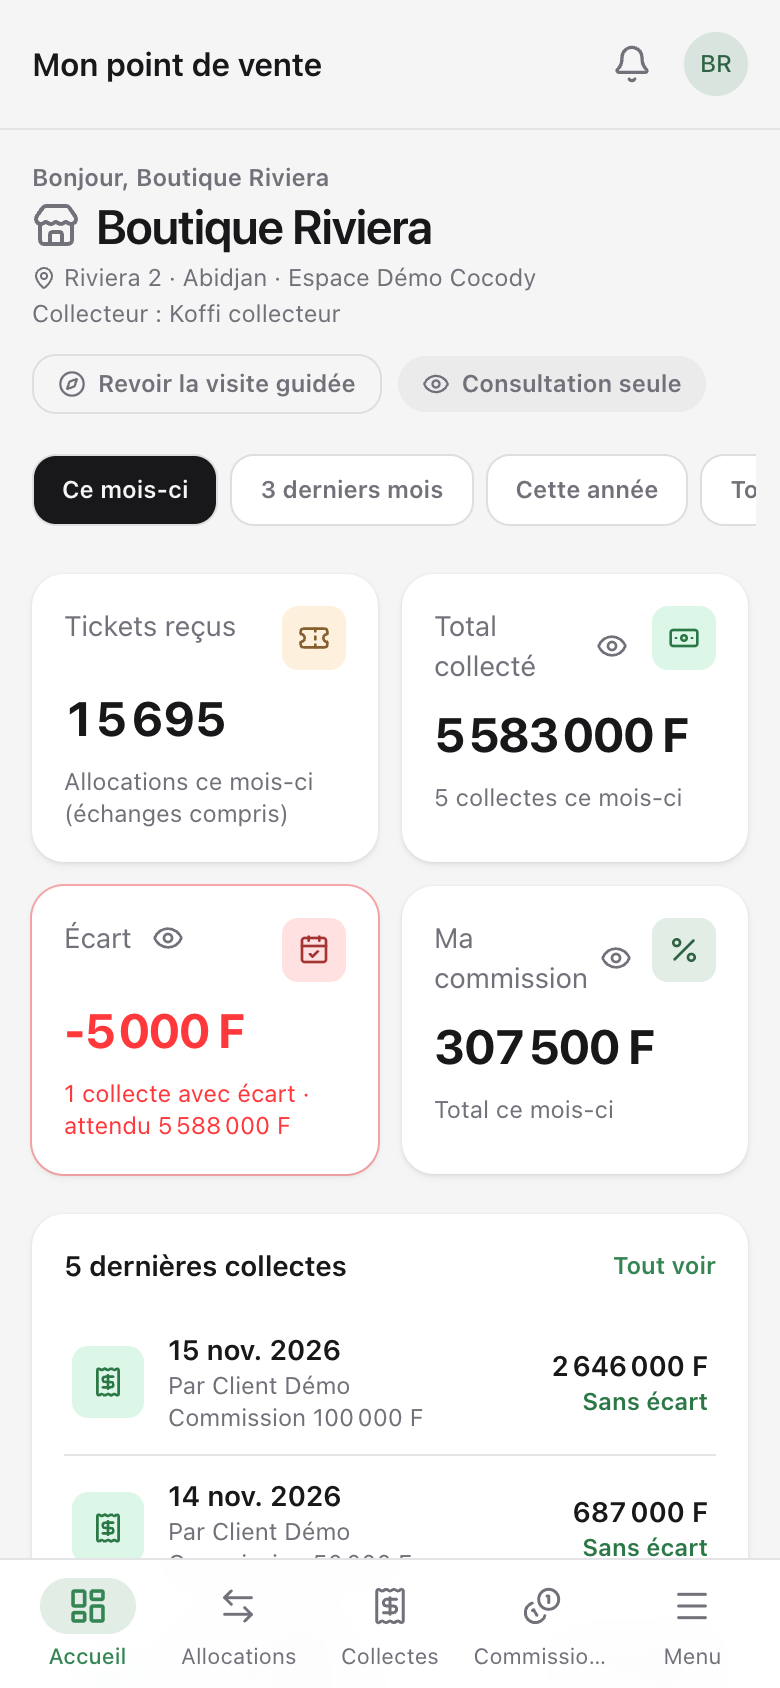 Mon point de vente
BR
Bonjour, Boutique Riviera
Boutique Riviera
Riviera 2 · Abidjan · Espace Démo Cocody
Collecteur : Koffi collecteur
Revoir la visite guidée
Consultation seule
Ce mois-ci
3 derniers mois
Cette année
To
Tickets reçus
15 695
Allocations ce mois-ci
(échanges compris)
Total
collecté
5 583 000 F
5 collectes ce mois-ci
Écart
-5 000 F
1 collecte avec écart ·
attendu 5 588 000 F
Ma
commission
307 500 F
Total ce mois-ci
5 dernières collectes
Tout voir
15 nov. 2026
Par Client Démo
Commission 100 000 F
2 646 000 F
Sans écart
14 nov. 2026
Par Client Démo
687 000 F
Sans écart
Accueil
Allocations
Collectes
Commissio...
Menu